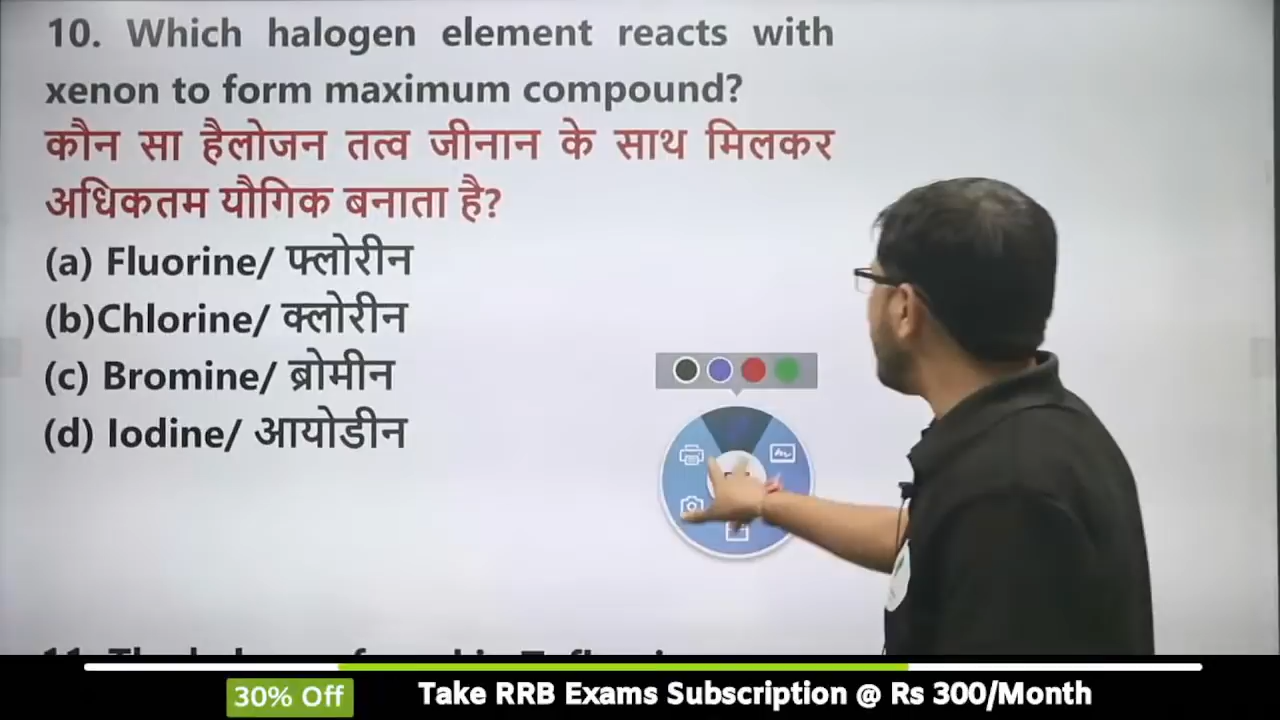 10. Which halogen element reacts with
xenon to form maximum compound?
कौन सा हैलोजन तत्व जीनान के साथ मिलकर
अधिकतम यौगिक बनाता है?
(a) Fluorine/ फ्लोरीन
(b)Chlorine/ क्लोरीन
(c) Bromine/ ब्रोमीन
(d) Iodine/ आयोडीन
30% Off Take RRB Exams Subscription @ Rs 300/Month